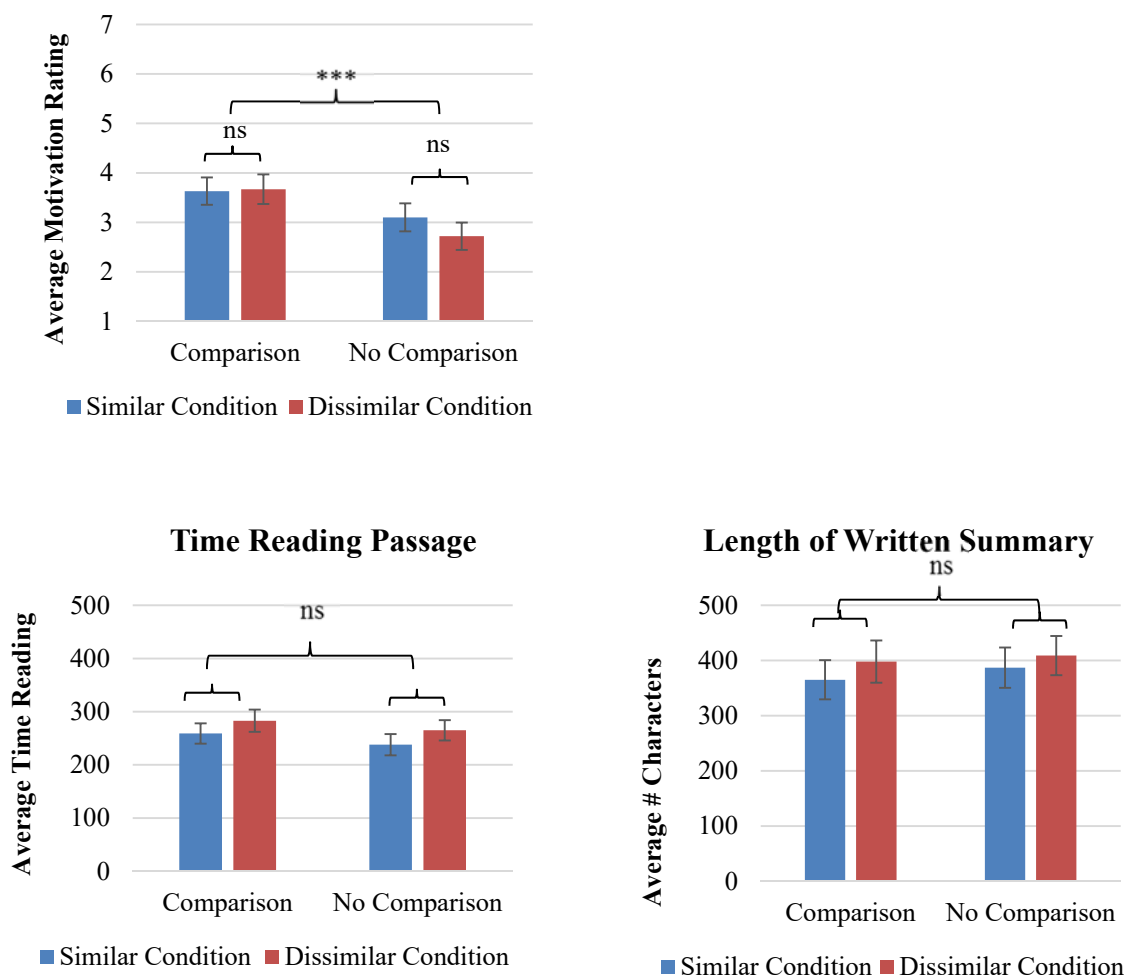 7
6
5
4
3
2
1
Average Motivation Rating
***
ns
ns
Comparison No Comparison
Similar Condition Dissimilar Condition
Time Reading Passage
500
400
300
200
100
0
Average Time Reading
ns
Comparison No Comparison
Similar Condition Dissimilar Condition
Length of Written Summary
ns
500
400
300
200
100
0
Average # Characters
Comparison No Comparison
Similar Condition Dissimilar Condition